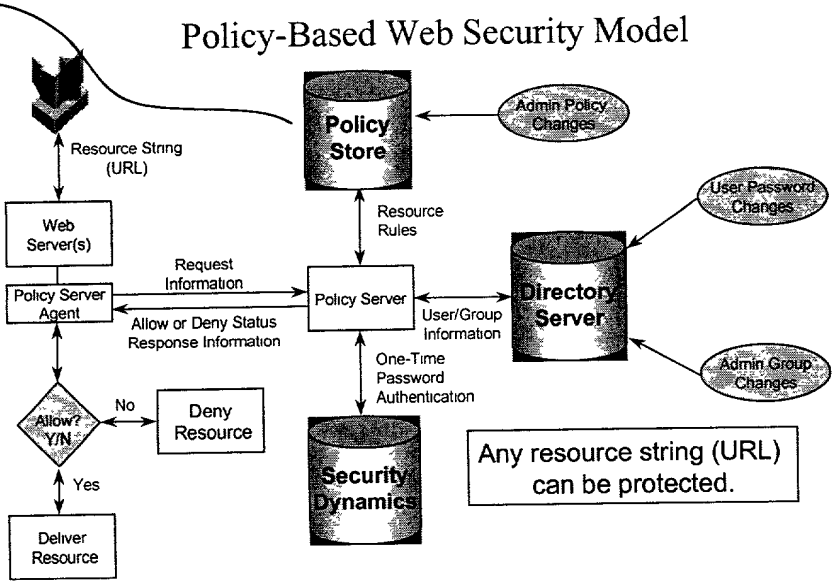 Policy-Based Web Security Model
Policy
Store
Admin Policy
Changes
Resource String
(URL)
User Password
Changes
Web
Server(s)
Resource
Rules
Request
Information
Policy Server
Agent
Policy Server
Directory
Server
Allow or Deny Status
Response Information
User/Group
Information
One-Time
Password
Authentication
Admin Group
Changes
No
Deny
Resource
Allow?
Y/N
Any resource string (URL)
can be protected.
Security
Dynamics
Yes
Deliver
Resource